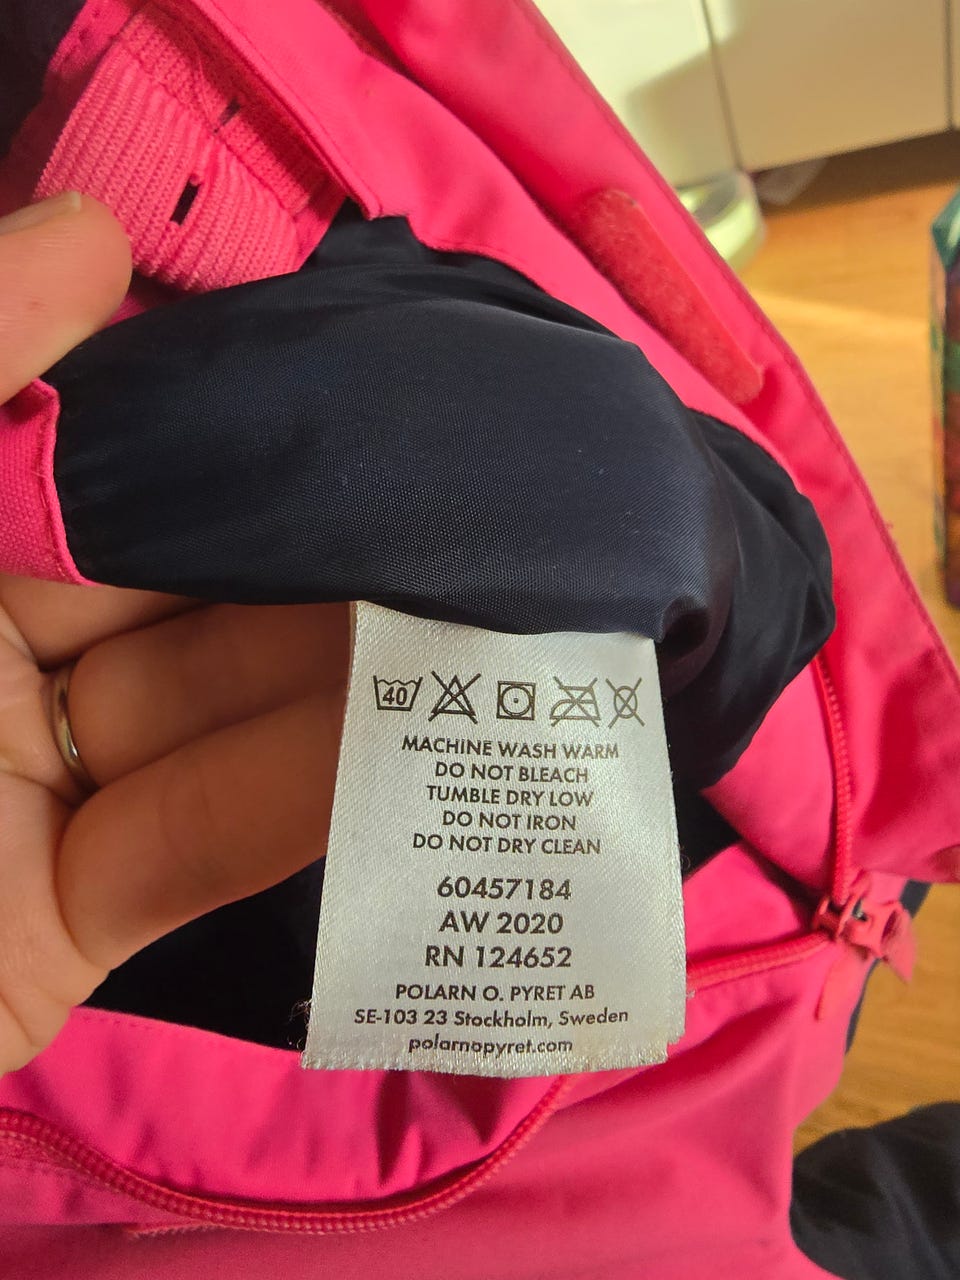 40
MACHINE WASH WARM
DO NOT BLEACH
TUMBLE DRY LOW
DO NOT IRON
DO NOT DRY CLEAN
60457184
AW 2020
RN 124652
POLARN O. PYRET AB
SE-103 23 Stockholm, Sweden
polarnopyret.com